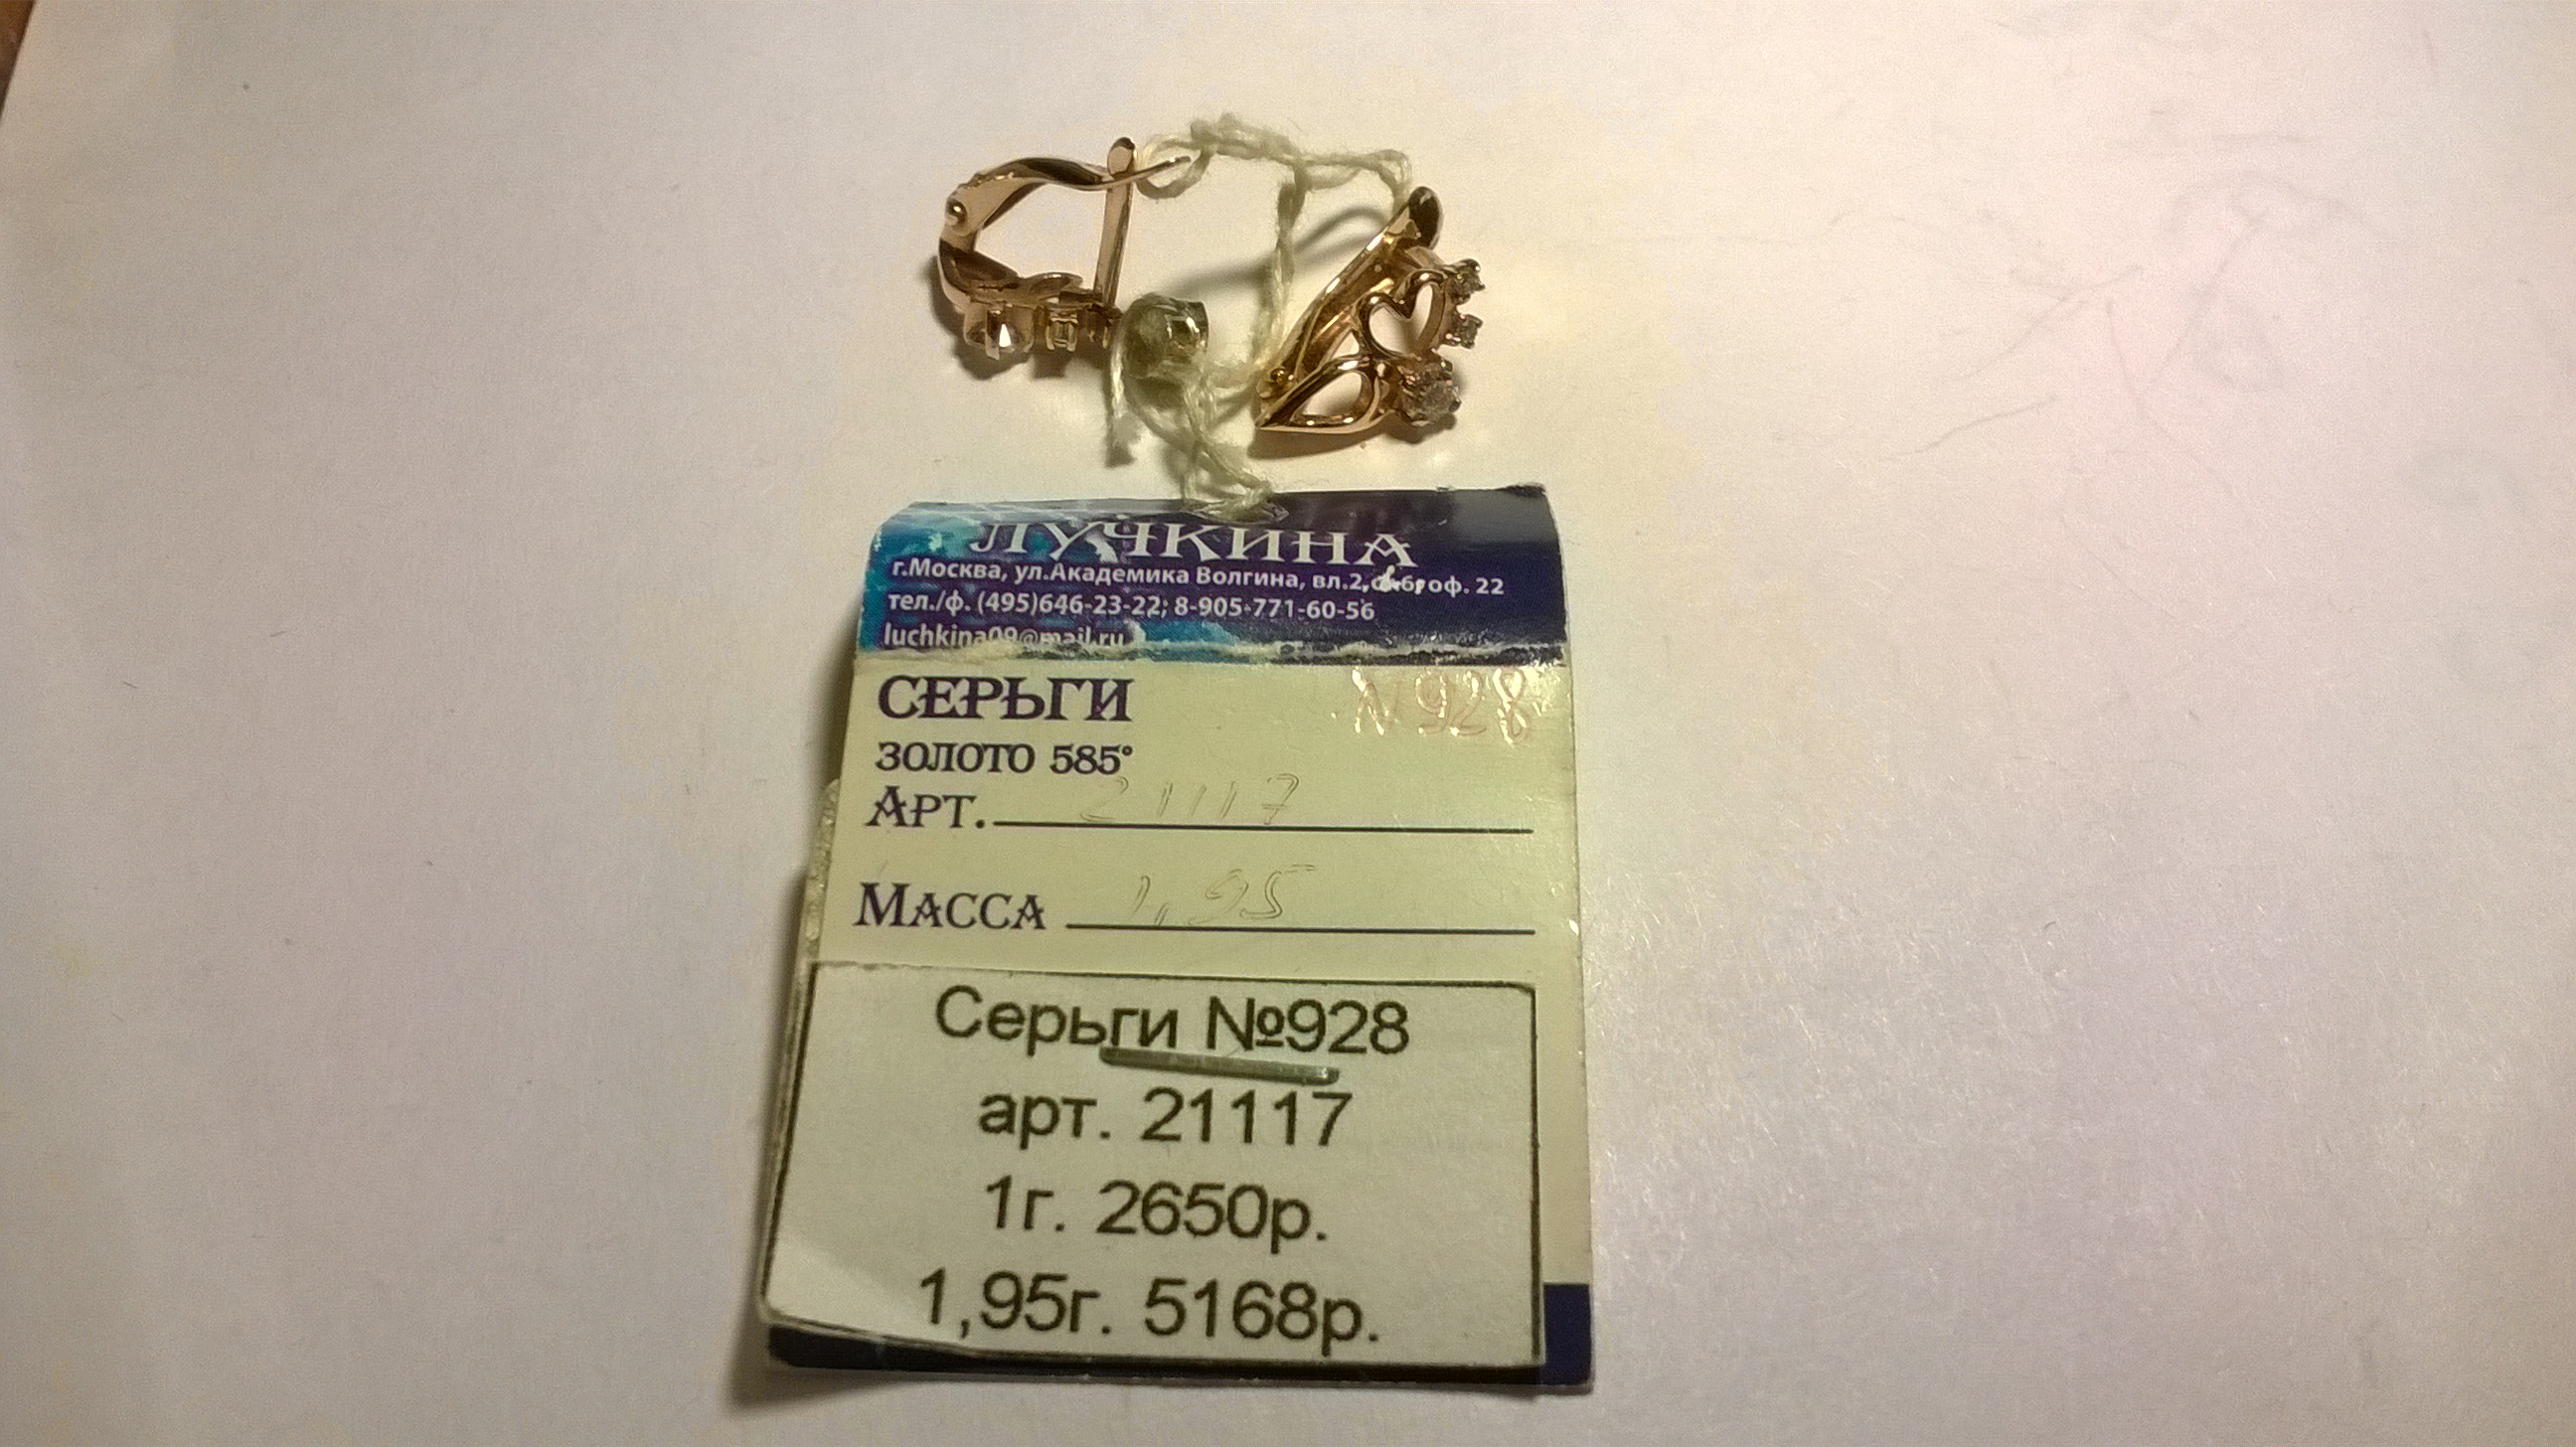 ЛУЧКИНА
г.Москва, ул.Академика Волгина, вл.2, оф. 22
тел./ф. (495)646-23-22; 8-905-771-60-56
luchkina09@mail.ru
СЕРЬГИ N 928
ЗОЛОТО 585°
АРТ. 21117
МАССА 1,95
Серьги №928
арт. 21117
1г. 2650р.
1,95г. 5168р.